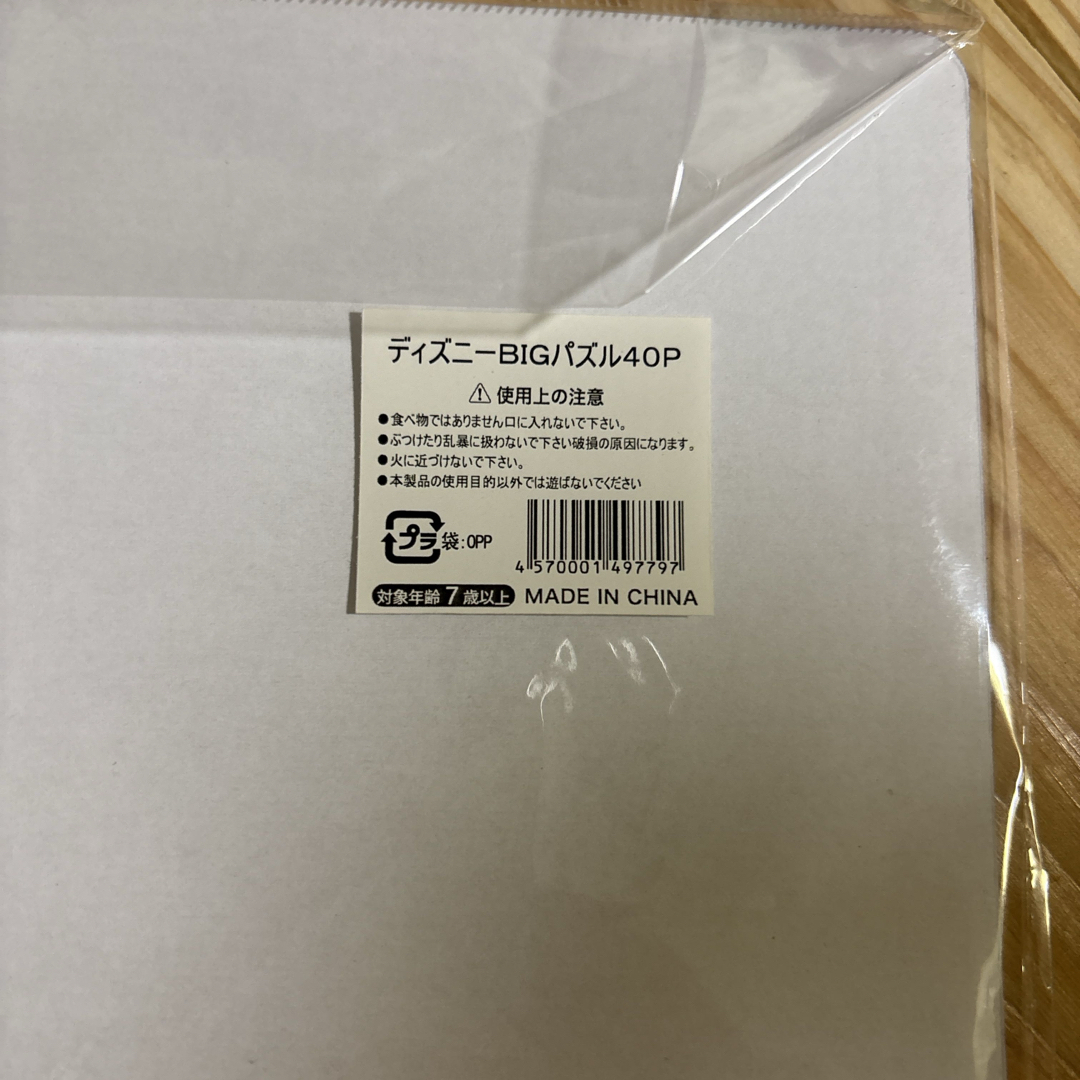 ディズニーBIGパズル40P
⚠使用上の注意
●食べ物ではありません口に入れないで下さい。
●ぶつけたり乱暴に扱わないで下さい破損の原因になります。
●火に近づけないで下さい。
●本製品の使用目的以外では遊ばないでください
プラ 袋:OPP
4 570001 497797
対象年齢7歳以上 MADE IN CHINA